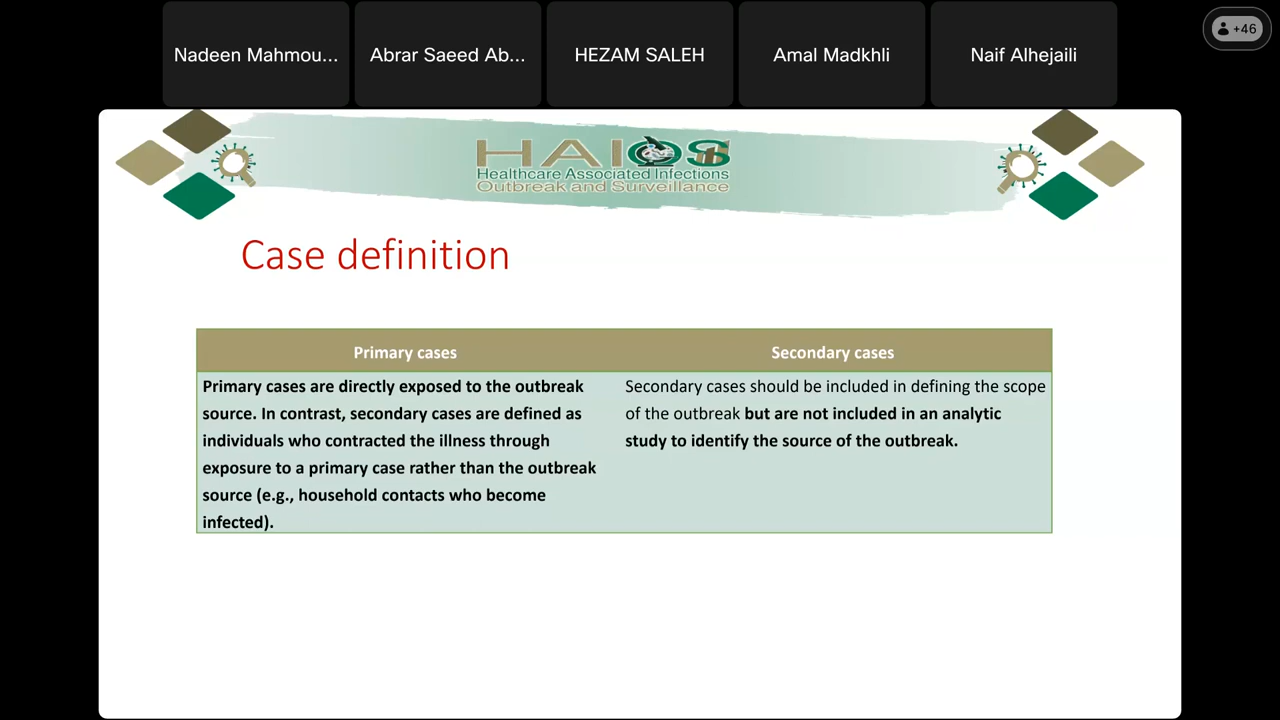 Nadeen Mahmou...
Abrar Saeed Ab...
HEZAM SALEH
Amal Madkhli
Naif Alhejaili
+46
HAIOS
Healthcare Associated Infections
Outbreak and Surveillance
Case definition
Primary cases
Secondary cases
Primary cases are directly exposed to the outbreak
source. In contrast, secondary cases are defined as
individuals who contracted the illness through
exposure to a primary case rather than the outbreak
source (e.g., household contacts who become
infected).
Secondary cases should be included in defining the scope
of the outbreak but are not included in an analytic
study to identify the source of the outbreak.